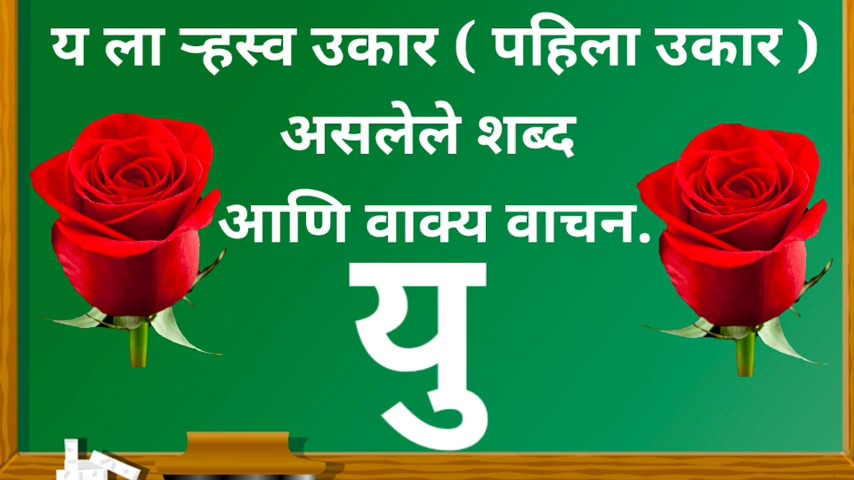 य ला ऱ्हस्व उकार ( पहिला उकार )
असलेले शब्द
आणि वाक्य वाचन.
यु